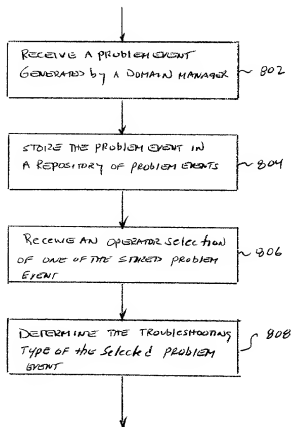 RECEIVE A PROBLEM EVENT
GENERATED by A DOMAIN MANAGER
802
STORE THE PROBLEM EVENT IN
A REPOSITORY OF PROBLEM EVENTS
804
RECEIVE AN OPERATOR SELECTION
OF ONE OF THE STORED PROBLEM
EVENT
806
DETERMINE THE TROUBLESHOOTING
TYPE OF the SELECTED PROBLEM
EVENT
808